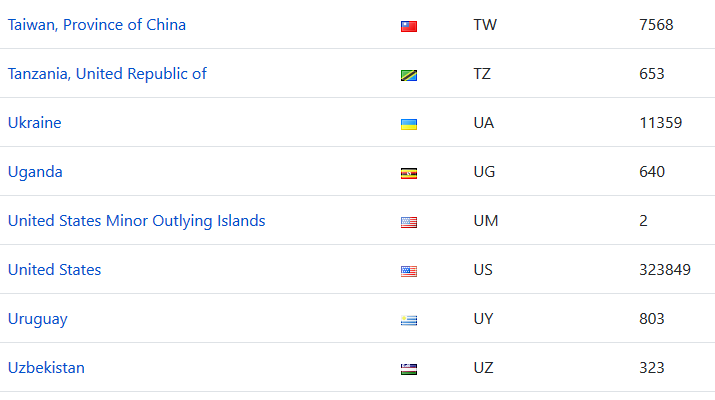 Taiwan, Province of China TW 7568
Tanzania, United Republic of TZ 653
Ukraine UA 11359
Uganda UG 640
United States Minor Outlying Islands UM 2
United States US 323849
Uruguay UY 803
Uzbekistan UZ 323